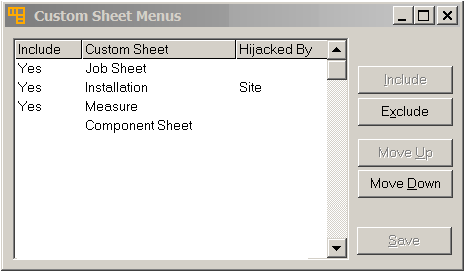 Custom Sheet Menus
Include Custom Sheet Hijacked By
Yes Job Sheet
Yes Installation Site
Yes Measure
Component Sheet
Include
Exclude
Move Up
Move Down
Save